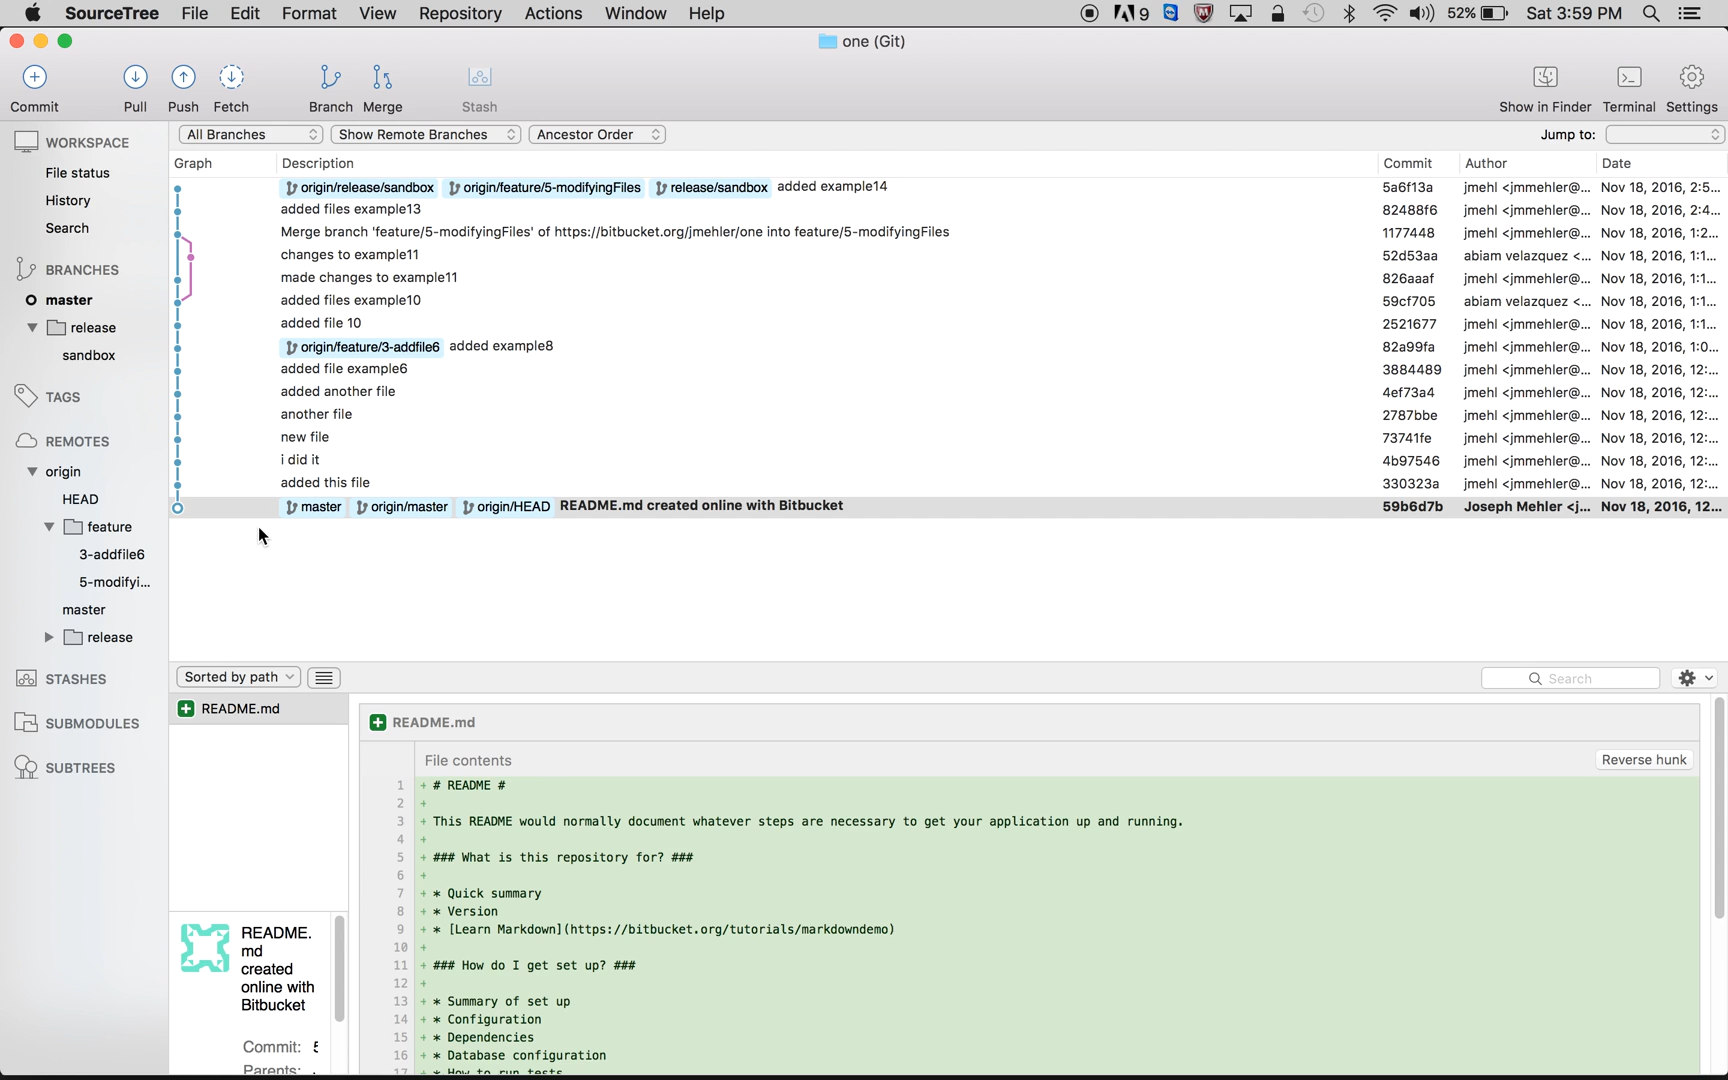 SourceTree File Edit Format View Repository Actions Window Help 9 52% Sat 3:59 PM
one (Git)
Commit Pull Push Fetch Branch Merge Stash Show in Finder Terminal Settings
All Branches Show Remote Branches Ancestor Order Jump to:
Graph Description Commit Author Date
origin/release/sandbox origin/feature/5-modifyingFiles release/sandbox added example14 5a6f13a jmehl <jmmehler@... Nov 18, 2016, 2:5...
added files example13 82488f6 jmehl <jmmehler@... Nov 18, 2016, 2:4...
Merge branch 'feature/5-modifyingFiles' of https://bitbucket.org/jmehler/one into feature/5-modifyingFiles 1177448 jmehl <jmmehler@... Nov 18, 2016, 1:2...
changes to example11 52d53aa abiam velazquez <... Nov 18, 2016, 1:1...
made changes to example11 826aaaf jmehl <jmmehler@... Nov 18, 2016, 1:1...
added files example10 59cf705 abiam velazquez <... Nov 18, 2016, 1:1...
added file 10 2521677 jmehl <jmmehler@... Nov 18, 2016, 1:1...
origin/feature/3-addfile6 added example8 82a99fa jmehl <jmmehler@... Nov 18, 2016, 1:0...
added file example6 3884489 jmehl <jmmehler@... Nov 18, 2016, 12:...
added another file 4ef73a4 jmehl <jmmehler@... Nov 18, 2016, 12:...
another file 2787bbe jmehl <jmmehler@... Nov 18, 2016, 12:...
new file 73741fe jmehl <jmmehler@... Nov 18, 2016, 12:...
i did it 4b97546 jmehl <jmmehler@... Nov 18, 2016, 12:...
added this file 330323a jmehl <jmmehler@... Nov 18, 2016, 12:...
master origin/master origin/HEAD README.md created online with Bitbucket 59b6d7b Joseph Mehler <j... Nov 18, 2016, 12...
WORKSPACE
File status
History
Search
BRANCHES
master
release
sandbox
TAGS
REMOTES
origin
HEAD
feature
3-addfile6
5-modifyi...
master
release
STASHES
SUBMODULES
SUBTREES
Sorted by path Search
README.md
README.
md
created
online with
Bitbucket
Commit: 5
Parents:
README.md
File contents Reverse hunk
1 + # README #
2 +
3 + This README would normally document whatever steps are necessary to get your application up and running.
4 +
5 + ### What is this repository for? ###
6 +
7 + * Quick summary
8 + * Version
9 + * [Learn Markdown](https://bitbucket.org/tutorials/markdowndemo)
10 +
11 + ### How do I get set up? ###
12 +
13 + * Summary of set up
14 + * Configuration
15 + * Dependencies
16 + * Database configuration
17 + * How to run tests